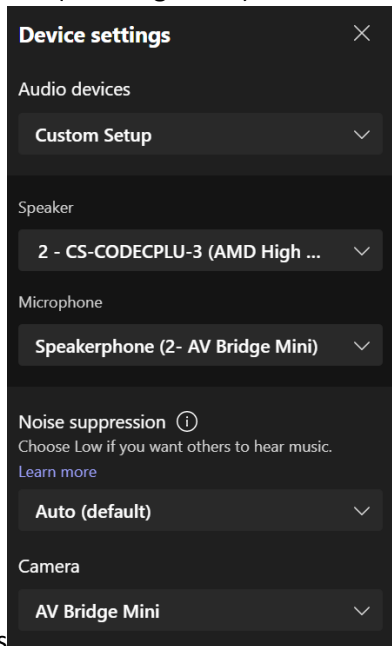 Device settings
Audio devices
Custom Setup
Speaker
2 - CS-CODECPLU-3 (AMD High ...
Microphone
Speakerphone (2- AV Bridge Mini)
Noise suppression
Choose Low if you want others to hear music.
Learn more
Auto (default)
Camera
AV Bridge Mini
s